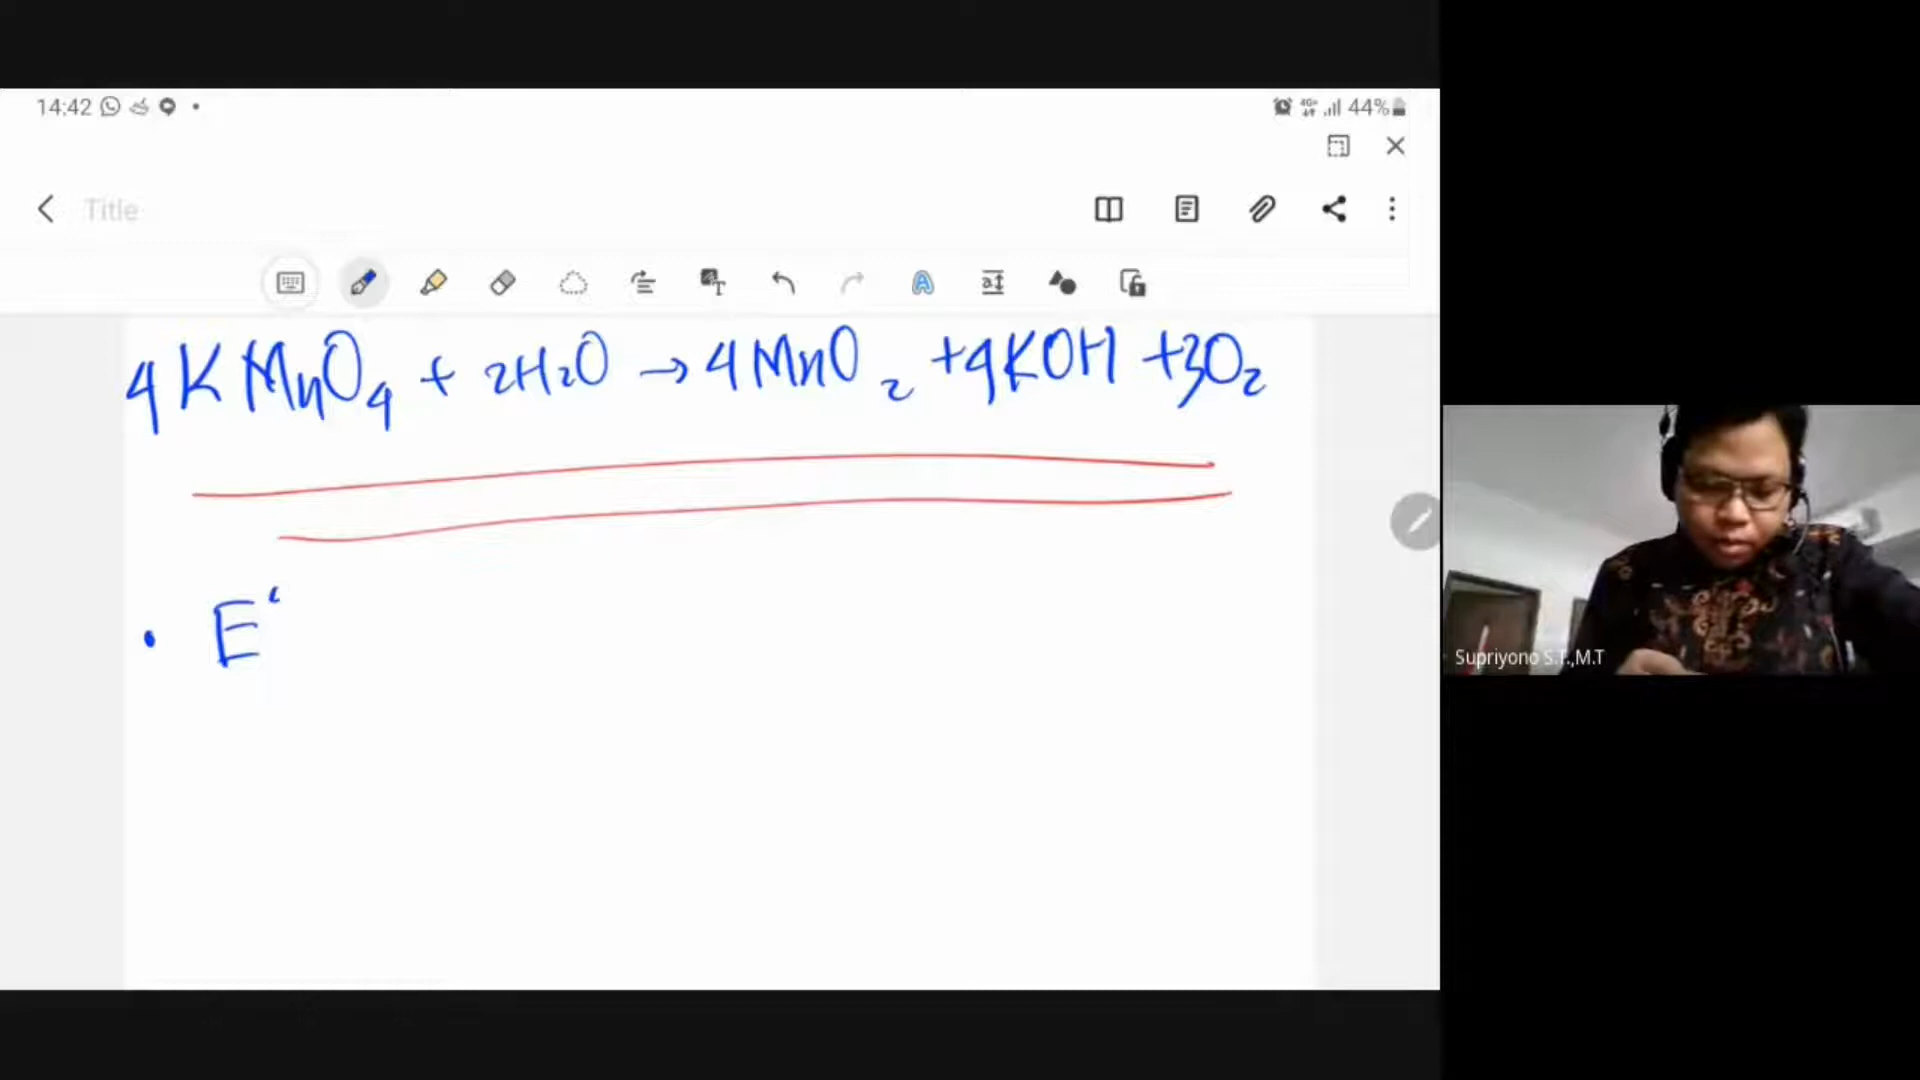 14:42
44%
Title
4KMnO₄ + 2H₂O → 4MnO₂ + 4KOH + 3O₂
• E
Supriyono S.T.,M.T